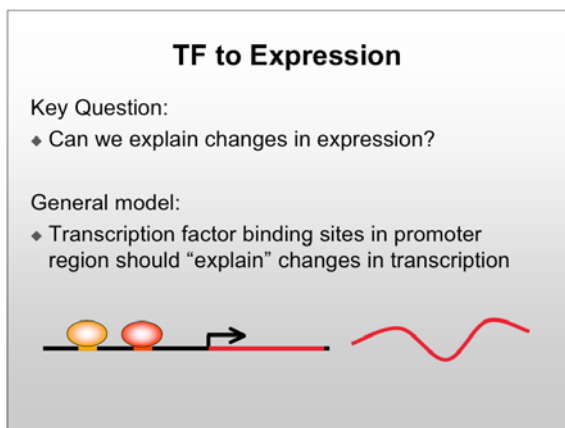 TF to Expression
Key Question:
◆ Can we explain changes in expression?
General model:
◆ Transcription factor binding sites in promoter
region should “explain” changes in transcription